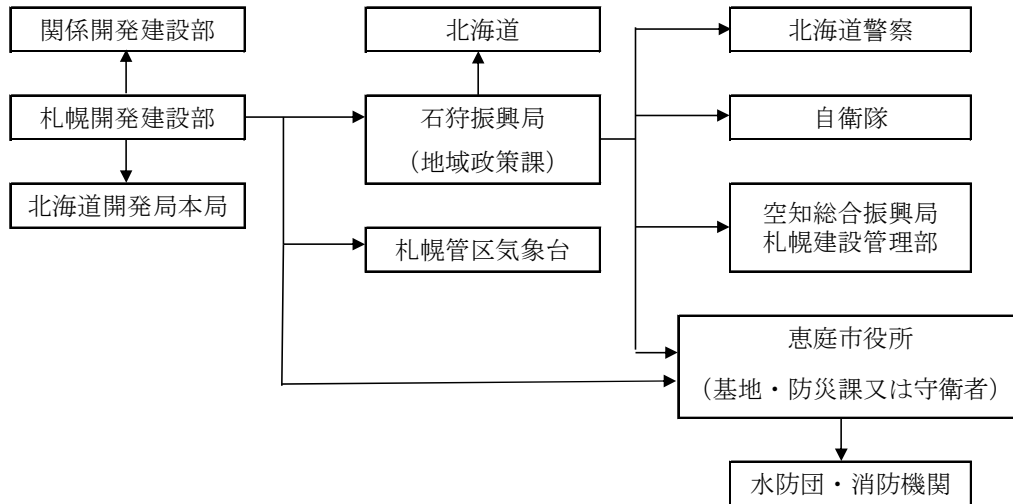 関係開発建設部
北海道
北海道警察
札幌開発建設部
石狩振興局
（地域政策課）
自衛隊
北海道開発局本局
札幌管区気象台
空知総合振興局
札幌建設管理部
恵庭市役所
（基地・防災課又は守衛者）
水防団・消防機関